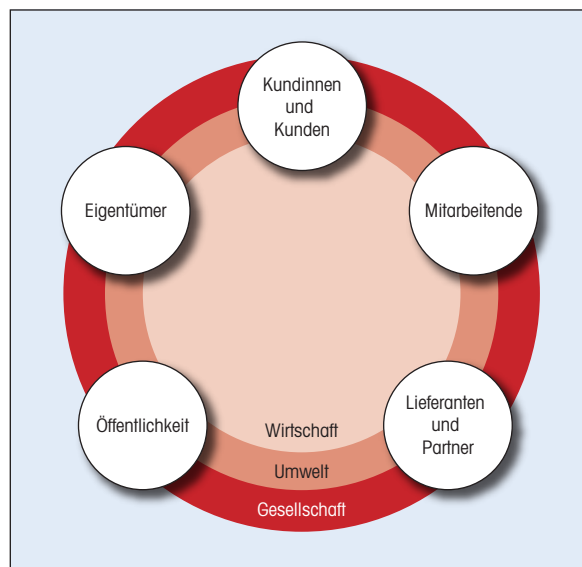 Kundinnen
und
Kunden
Eigentümer
Mitarbeitende
Öffentlichkeit
Lieferanten
und
Partner
Wirtschaft
Umwelt
Gesellschaft